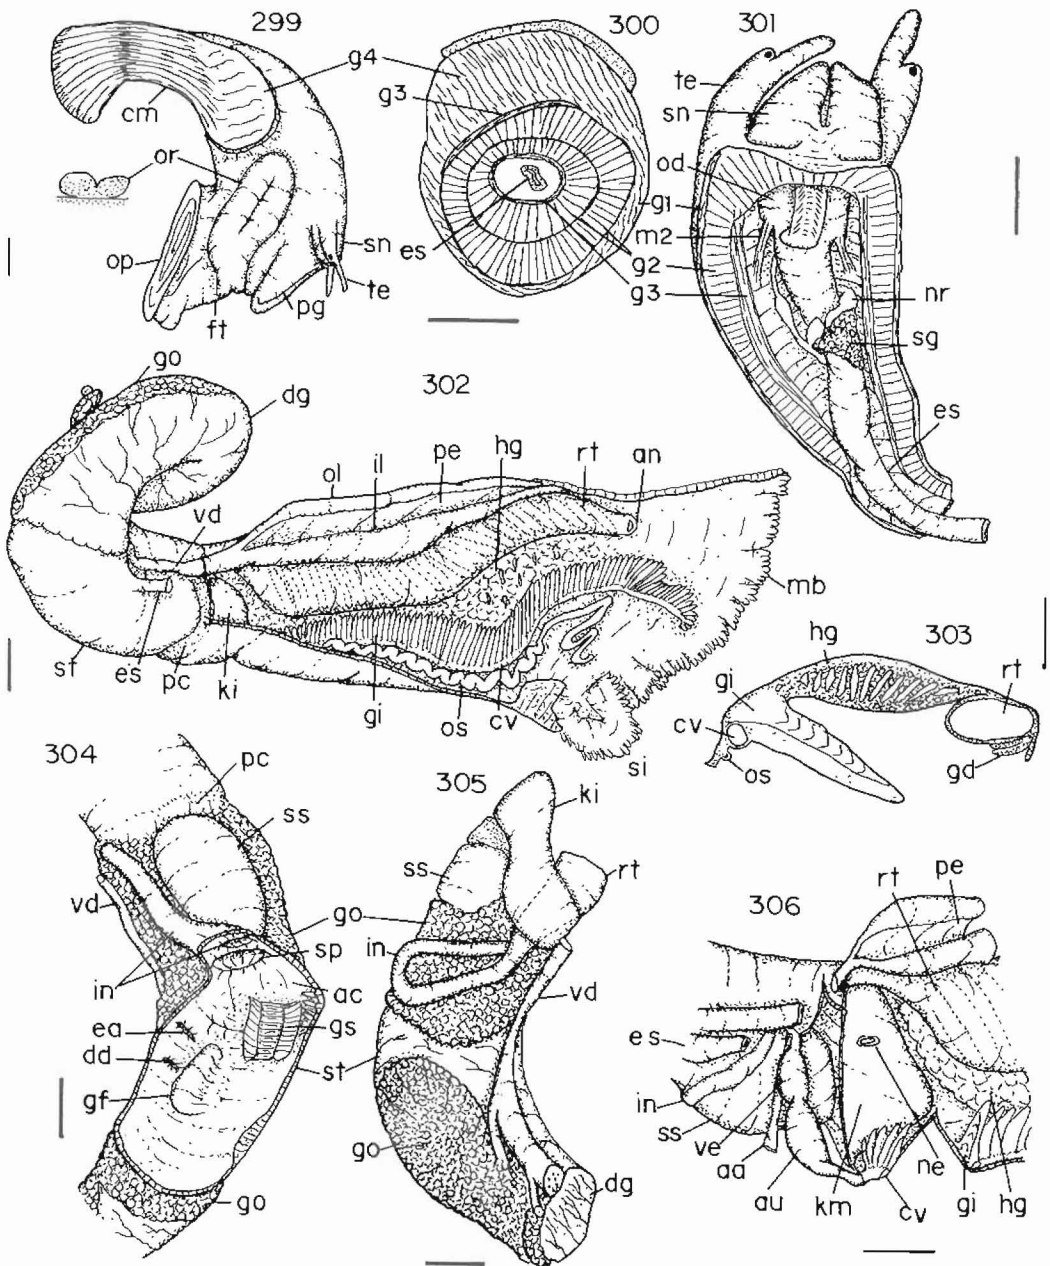 299
g4
cm
or
op
ft
pg
sn
te
300
g3
es
g1
g2
g3
301
te
sn
od
m2
nr
sg
es
302
go
dg
vd
ol
il
pe
hg
rt
an
mb
st
es
pc
ki
gi
os
cv
si
303
hg
gi
cv
os
rt
gd
304
pc
ss
vd
go
sp
in
ac
gs
ea
dd
gf
st
go
305
ki
ss
rt
in
vd
go
dg
306
rt
pe
es
in
ss
ve
aa
au
km
cv
ne
gi
hg